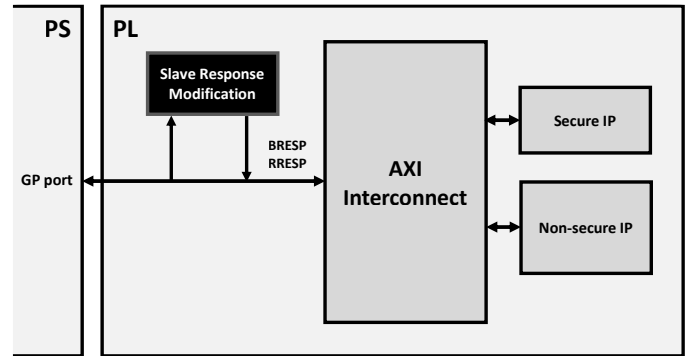 PS
PL
Slave Response
Modification
BRESP
RRESP
GP port
AXI
Interconnect
Secure IP
Non-secure IP